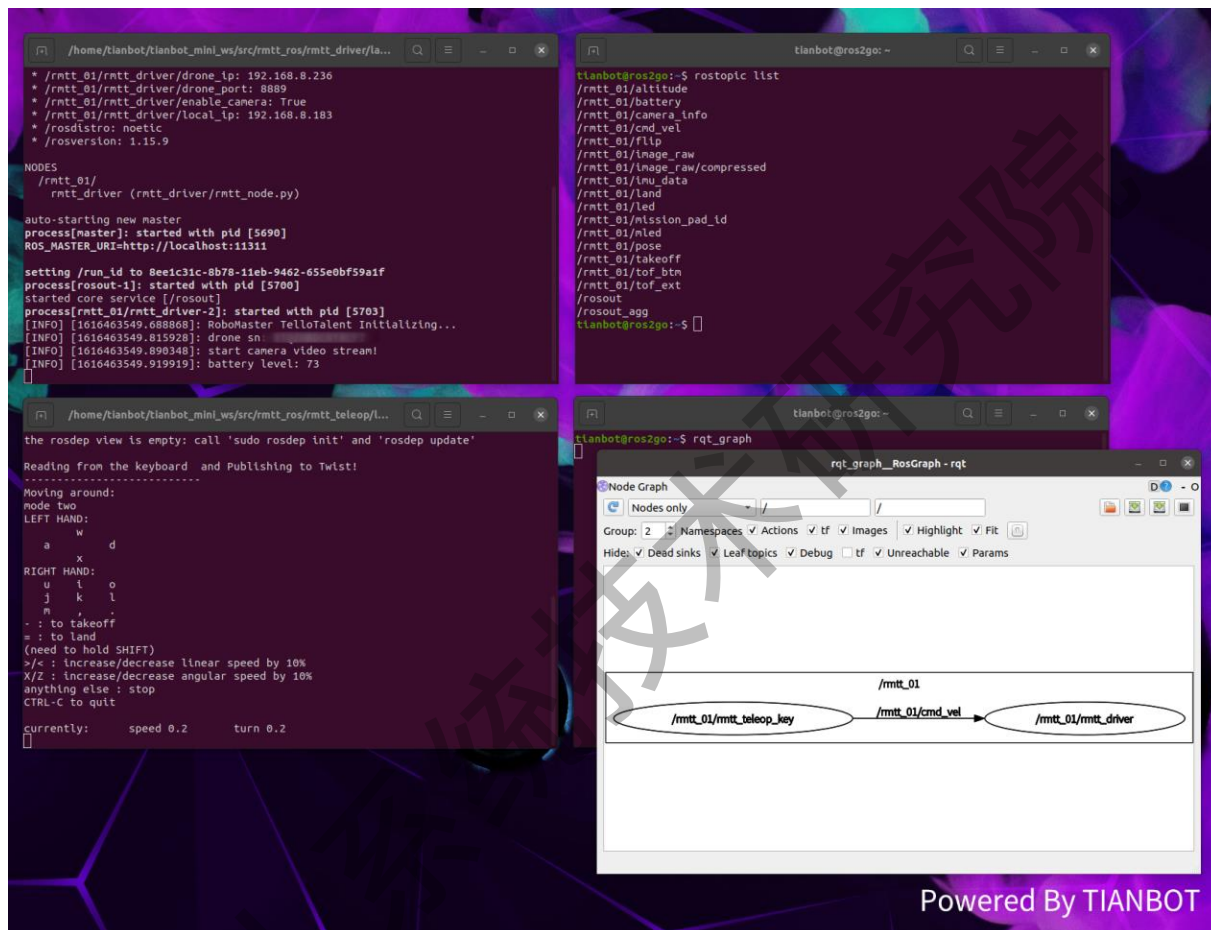 /home/tianbot/tianbot_mini_ws/src/rmtt_ros/rmtt_driver/la...
* /rmtt_01/rmtt_driver/drone_ip: 192.168.8.236
* /rmtt_01/rmtt_driver/drone_port: 8889
* /rmtt_01/rmtt_driver/enable_camera: True
* /rmtt_01/rmtt_driver/local_ip: 192.168.8.183
* /rosdistro: noetic
* /rosversion: 1.15.9
NODES
/rmtt_01/
rmtt_driver (rmtt_driver/rmtt_node.py)
auto-starting new master
process[master]: started with pid [5690]
ROS_MASTER_URI=http://localhost:11311
setting /run_id to 8ee1c31c-8b78-11eb-9462-655e0bf59a1f
process[rosout-1]: started with pid [5700]
started core service [/rosout]
process[rmtt_01/rmtt_driver-2]: started with pid [5703]
[INFO] [1616463549.688868]: RoboMaster TelloTalent Initializing...
[INFO] [1616463549.815928]: drone sn:
[INFO] [1616463549.890348]: start camera video stream!
[INFO] [1616463549.919919]: battery level: 73
tianbot@ros2go: ~
tianbot@ros2go:~$ rostopic list
/rmtt_01/altitude
/rmtt_01/battery
/rmtt_01/camera_info
/rmtt_01/cmd_vel
/rmtt_01/flip
/rmtt_01/image_raw
/rmtt_01/image_raw/compressed
/rmtt_01/imu_data
/rmtt_01/land
/rmtt_01/led
/rmtt_01/mission_pad_id
/rmtt_01/mled
/rmtt_01/pose
/rmtt_01/takeoff
/rmtt_01/tof_btm
/rmtt_01/tof_ext
/rosout
/rosout_agg
tianbot@ros2go:~$
/home/tianbot/tianbot_mini_ws/src/rmtt_ros/rmtt_teleop/l...
the rosdep view is empty: call 'sudo rosdep init' and 'rosdep update'
Reading from the keyboard and Publishing to Twist!
---------------------------
Moving around:
mode two
LEFT HAND:
w
a d
x
RIGHT HAND:
u i o
j k l
m , .
- : to takeoff
= : to land
(need to hold SHIFT)
>/< : increase/decrease linear speed by 10%
X/Z : increase/decrease angular speed by 10%
anything else : stop
CTRL-C to quit
currently: speed 0.2 turn 0.2
tianbot@ros2go: ~
tianbot@ros2go:~$ rqt_graph
rqt_graph__RosGraph - rqt
Node Graph
D - O
Nodes only / /
Group: 2 Namespaces Actions tf Images Highlight Fit
Hide: Dead sinks Leaf topics Debug tf Unreachable Params
/rmtt_01
/rmtt_01/rmtt_teleop_key /rmtt_01/cmd_vel /rmtt_01/rmtt_driver
系统技术研究院
Powered By TIANBOT